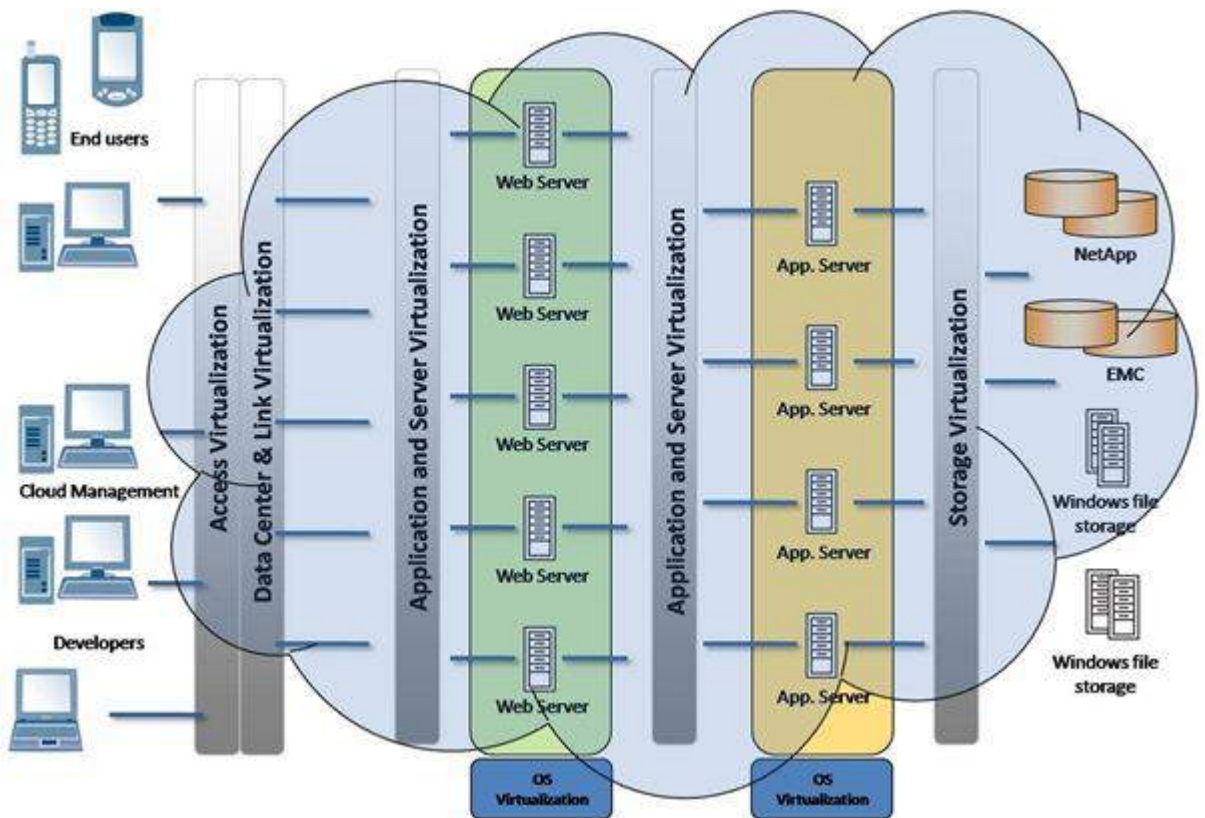 End users
Cloud Management
Developers
Access Virtualization
Data Center & Link Virtualization
Application and Server Virtualization
Web Server
Web Server
Web Server
Web Server
Web Server
OS
Virtualization
Application and Server Virtualization
App. Server
App. Server
App. Server
App. Server
OS
Virtualization
Storage Virtualization
NetApp
EMC
Windows file
storage
Windows file
storage